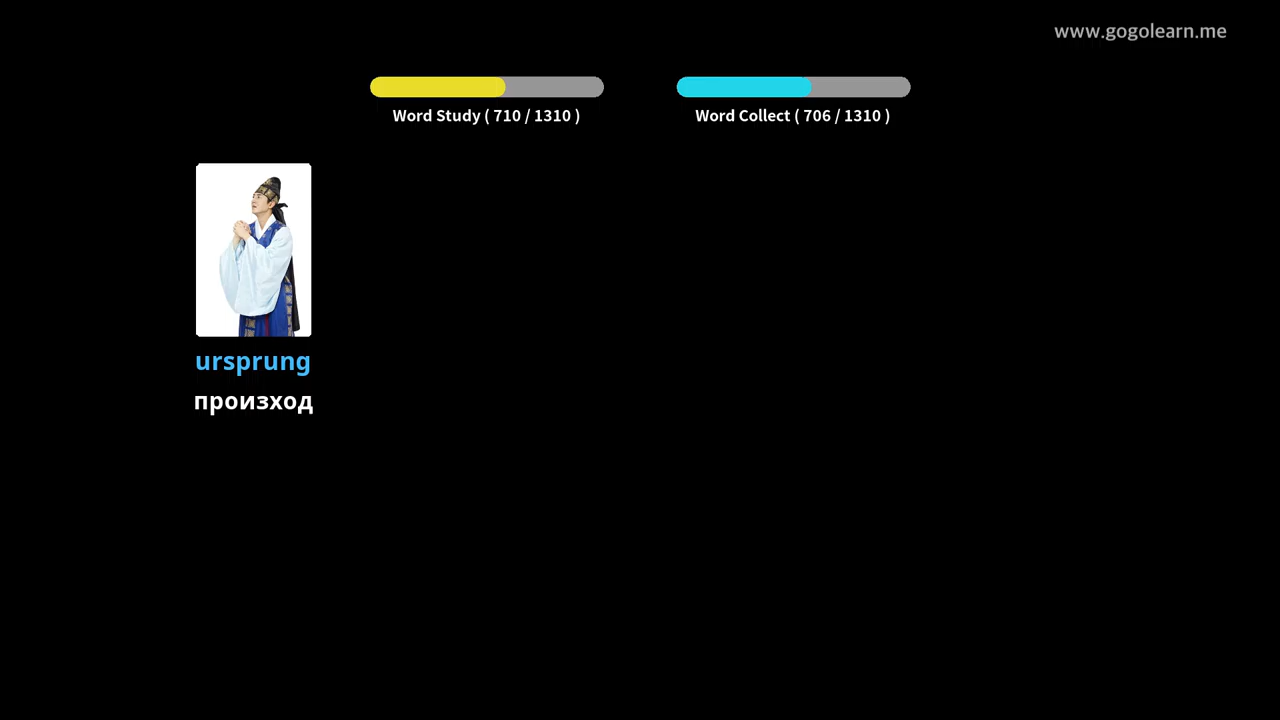 www.gogolearn.me
Word Study ( 710 / 1310 )
Word Collect ( 706 / 1310 )
ursprung
произход